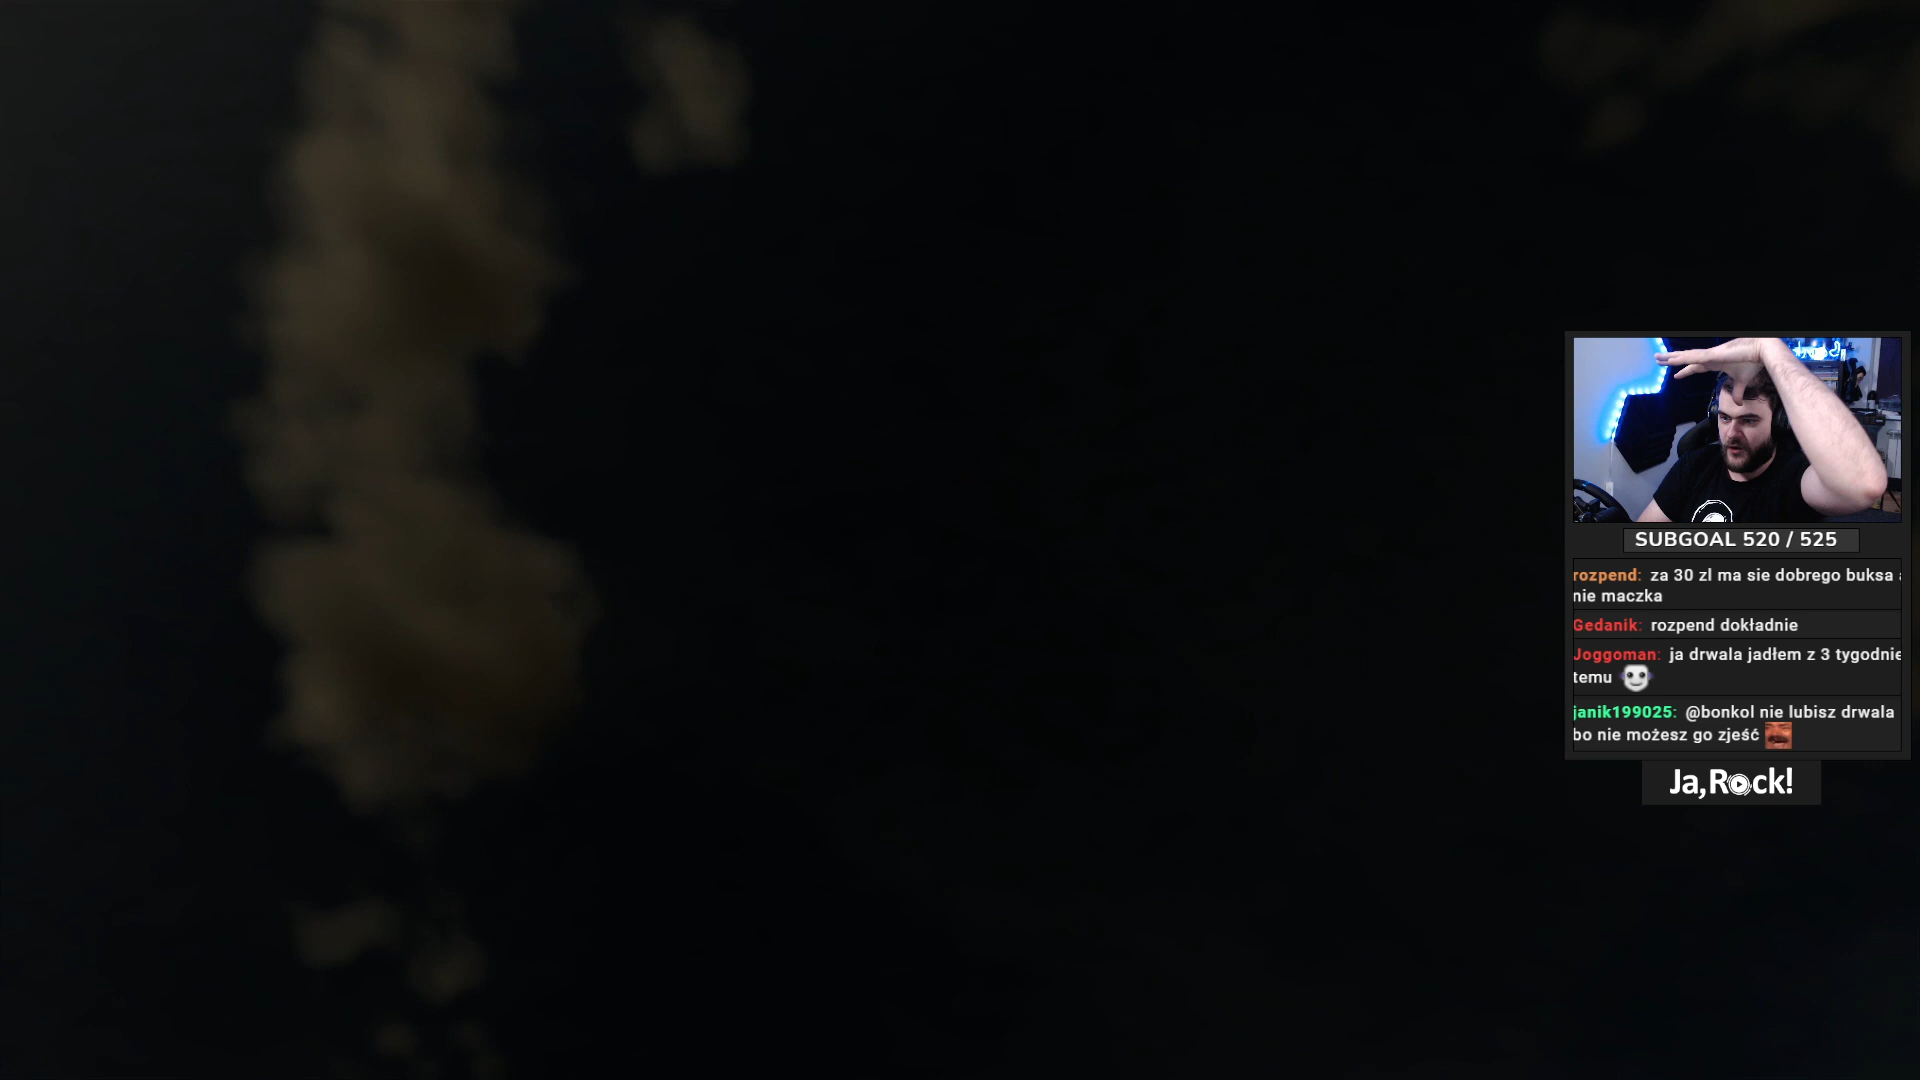 SUBGOAL 520 / 525
rozpend: za 30 zl ma sie dobrego buksa a
nie maczka
Gedanik: rozpend dokładnie
Joggoman: ja drwala jadłem z 3 tygodnie
temu
janik199025: @bonkol nie lubisz drwala
bo nie możesz go zjeść
Ja,Rock!